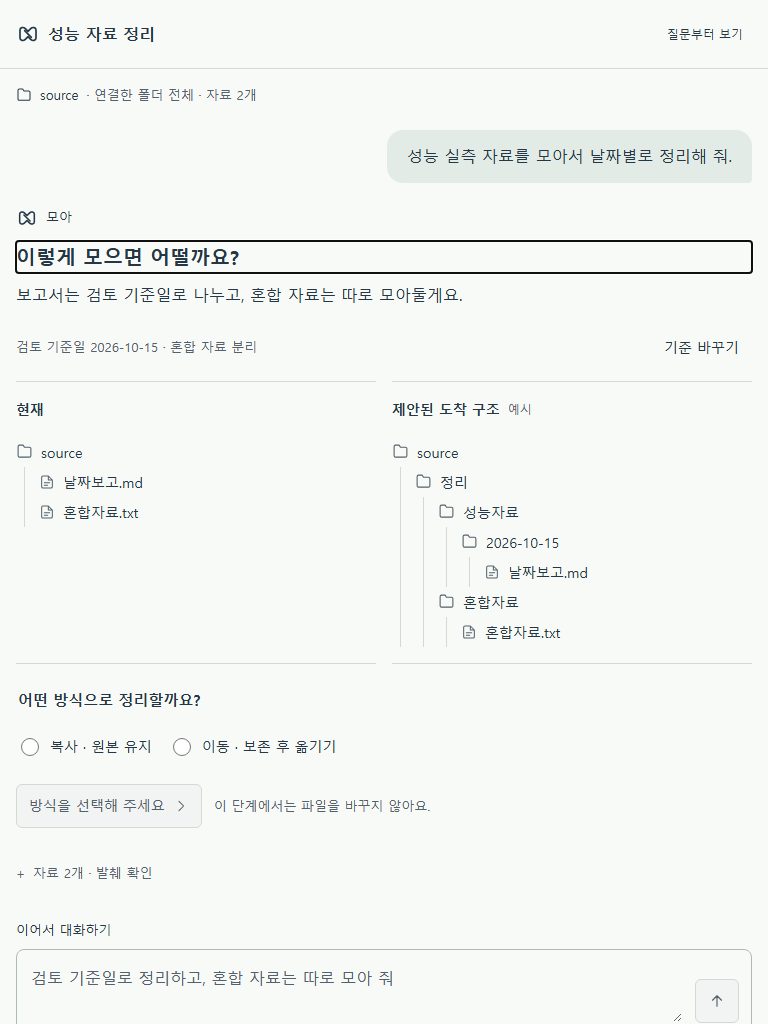 성능 자료 정리
질문부터 보기
source · 연결한 폴더 전체 · 자료 2개
성능 실측 자료를 모아서 날짜별로 정리해 줘.
모아
이렇게 모으면 어떨까요?
보고서는 검토 기준일로 나누고, 혼합 자료는 따로 모아둘게요.
검토 기준일 2026-10-15 · 혼합 자료 분리
기준 바꾸기
현재
source
날짜보고.md
혼합자료.txt
제안된 도착 구조 예시
source
정리
성능자료
2026-10-15
날짜보고.md
혼합자료
혼합자료.txt
어떤 방식으로 정리할까요?
복사 · 원본 유지
이동 · 보존 후 옮기기
방식을 선택해 주세요
이 단계에서는 파일을 바꾸지 않아요.
+ 자료 2개 · 발췌 확인
이어서 대화하기
검토 기준일로 정리하고, 혼합 자료는 따로 모아 줘